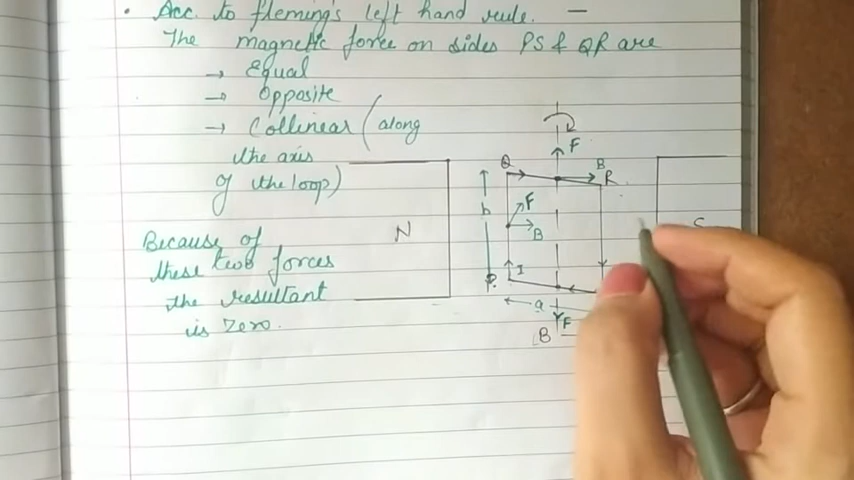 • Acc. to fleming's left hand rule. —
The magnetic force on sides PS & QR are
→ Equal
→ Opposite
→ Collinear (along
the axis
of the loop)
Because of
these two forces
the resultant
is zero.
F
Q
B
R
b
F
N
B
S
P
I
a
F
(B